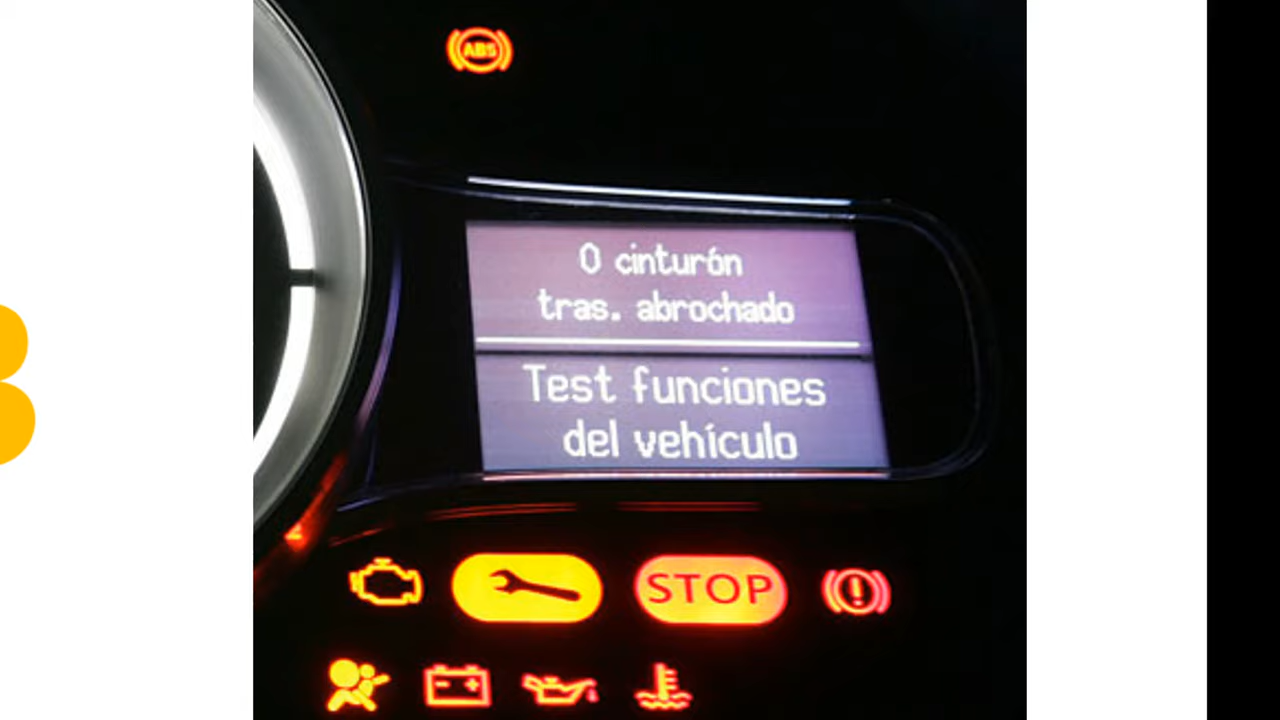 ABS
0 cinturón
tras. abrochado
Test funciones
del vehículo
STOP